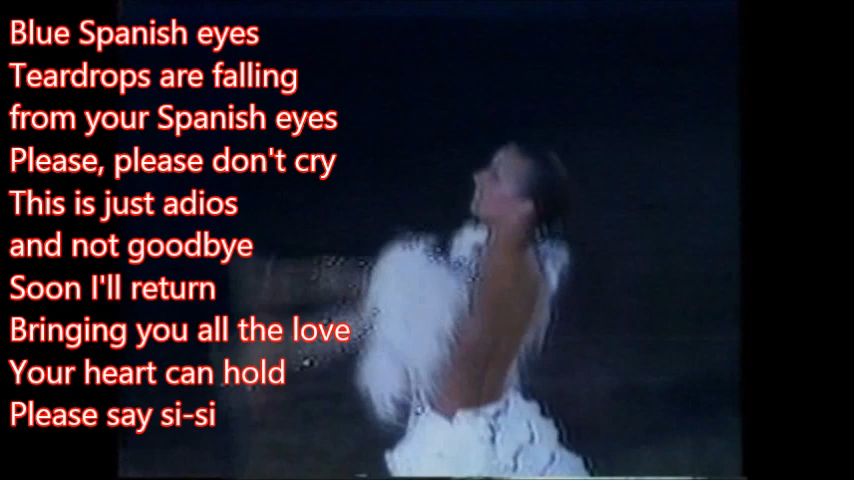 Blue Spanish eyes
Teardrops are falling
from your Spanish eyes
Please, please don't cry
This is just adios
and not goodbye
Soon I'll return
Bringing you all the love
Your heart can hold
Please say si-si